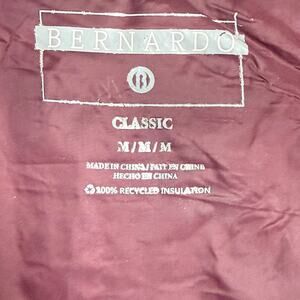 BERNARDO
B
CLASSIC
M/M/M
MADE IN CHINA/FAIT EN CHINE
HECHO EN CHINA
100% RECYCLED INSULATION